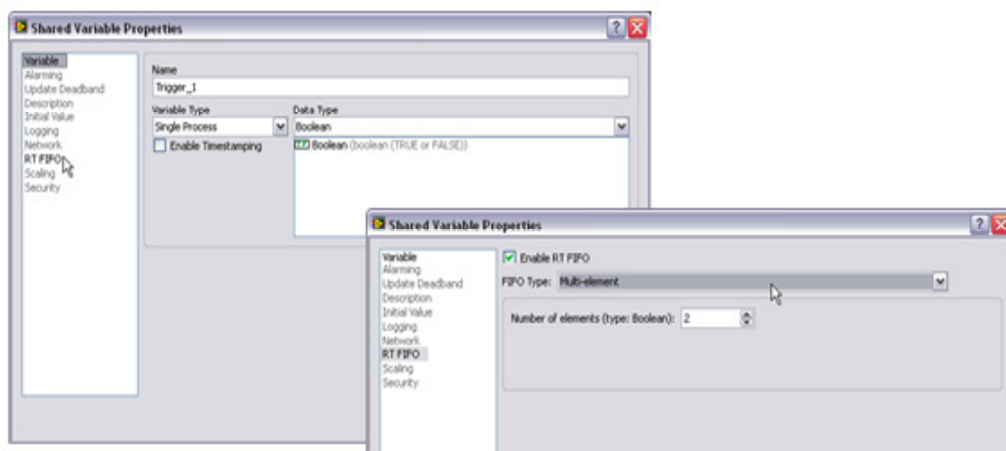 Shared Variable Properties
Variable
Alarming
Update Deadband
Description
Initial Value
Logging
Network
RT FIFO
Scaling
Security
Name
Trigger_1
Variable Type
Data Type
Single Process
Boolean
Enable Timestamping
Boolean (boolean (TRUE or FALSE))
Shared Variable Properties
Variable
Alarming
Update Deadband
Description
Initial Value
Logging
Network
RT FIFO
Scaling
Security
Enable RT FIFO
FIFO Type: Multi-element
Number of elements (type: Boolean): 2